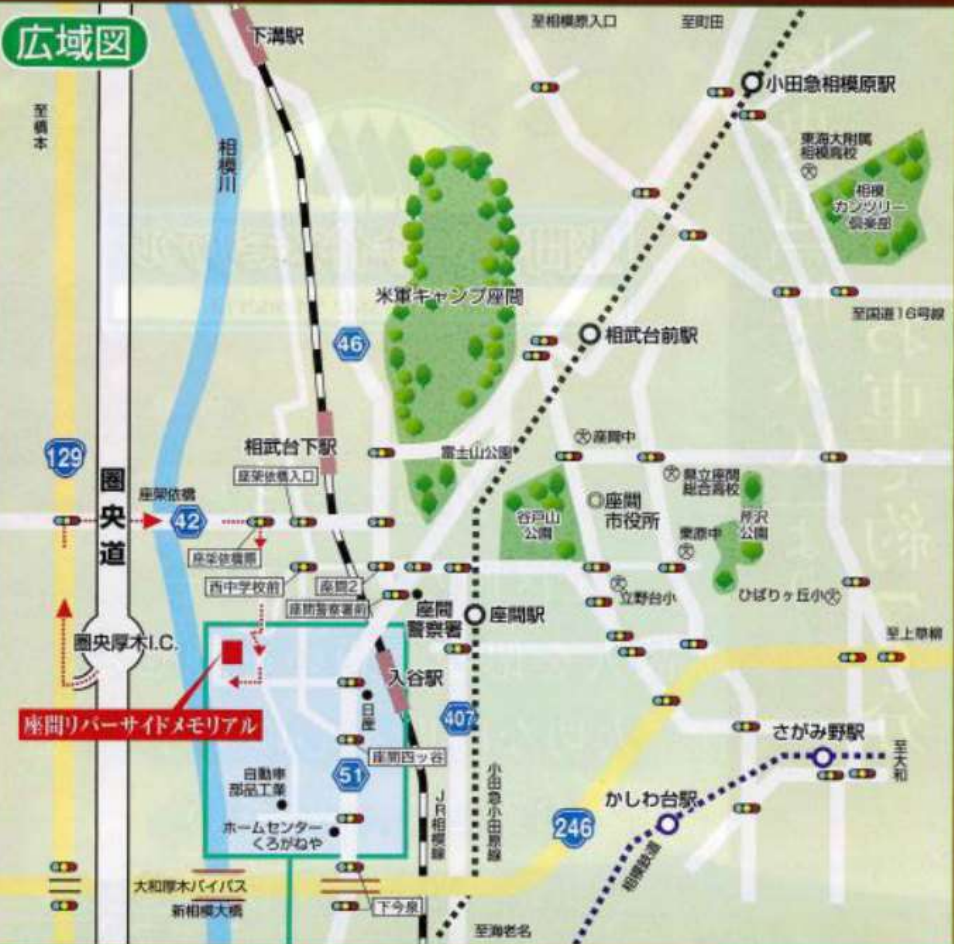 広域図
下溝駅
至相模原入口
至町田
小田急相模原駅
至橋本
相模川
東海大附属
相模高校
相模
カンツリー
倶楽部
米軍キャンプ座間
至国道16号線
46
相武台前駅
相武台下駅
富士山公園
座間中
129
圏央道
座架依橋
42
座架依橋入口
県立座間
総合高校
座間
市役所
谷戸山
公園
栗原中
所沢
公園
座架依橋原
西中学校前
座間2
座間警察署前
座間
警察署
座間駅
立野台小
ひばりヶ丘小
至上草柳
圏央厚木I.C.
入谷駅
座間リバーサイドメモリアル
日産
407
座間四ッ谷
さがみ野駅
至大和
自動車
部品工業
51
JR相模線
小田急小田原線
かしわ台駅
246
ホームセンター
くろがねや
相模鉄道
大和厚木バイパス
新相模大橋
下今泉
至海老名